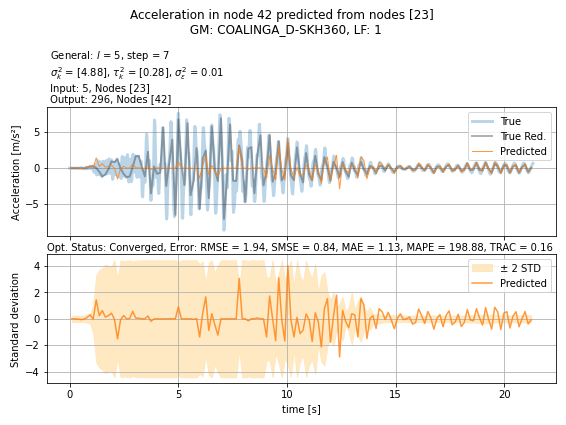 Acceleration in node 42 predicted from nodes [23]
GM: COALINGA_D-SKH360, LF: 1
General: l = 5, step = 7
σ²ₖ = [4.88], τ²ₖ = [0.28], σ²ₑ = 0.01
Input: 5, Nodes [23]
Output: 296, Nodes [42]
Acceleration [m/s²]
5
0
−5
True
True Red.
Predicted
Opt. Status: Converged, Error: RMSE = 1.94, SMSE = 0.84, MAE = 1.13, MAPE = 198.88, TRAC = 0.16
Standard deviation
4
2
0
−2
−4
± 2 STD
Predicted
0 5 10 15 20
time [s]